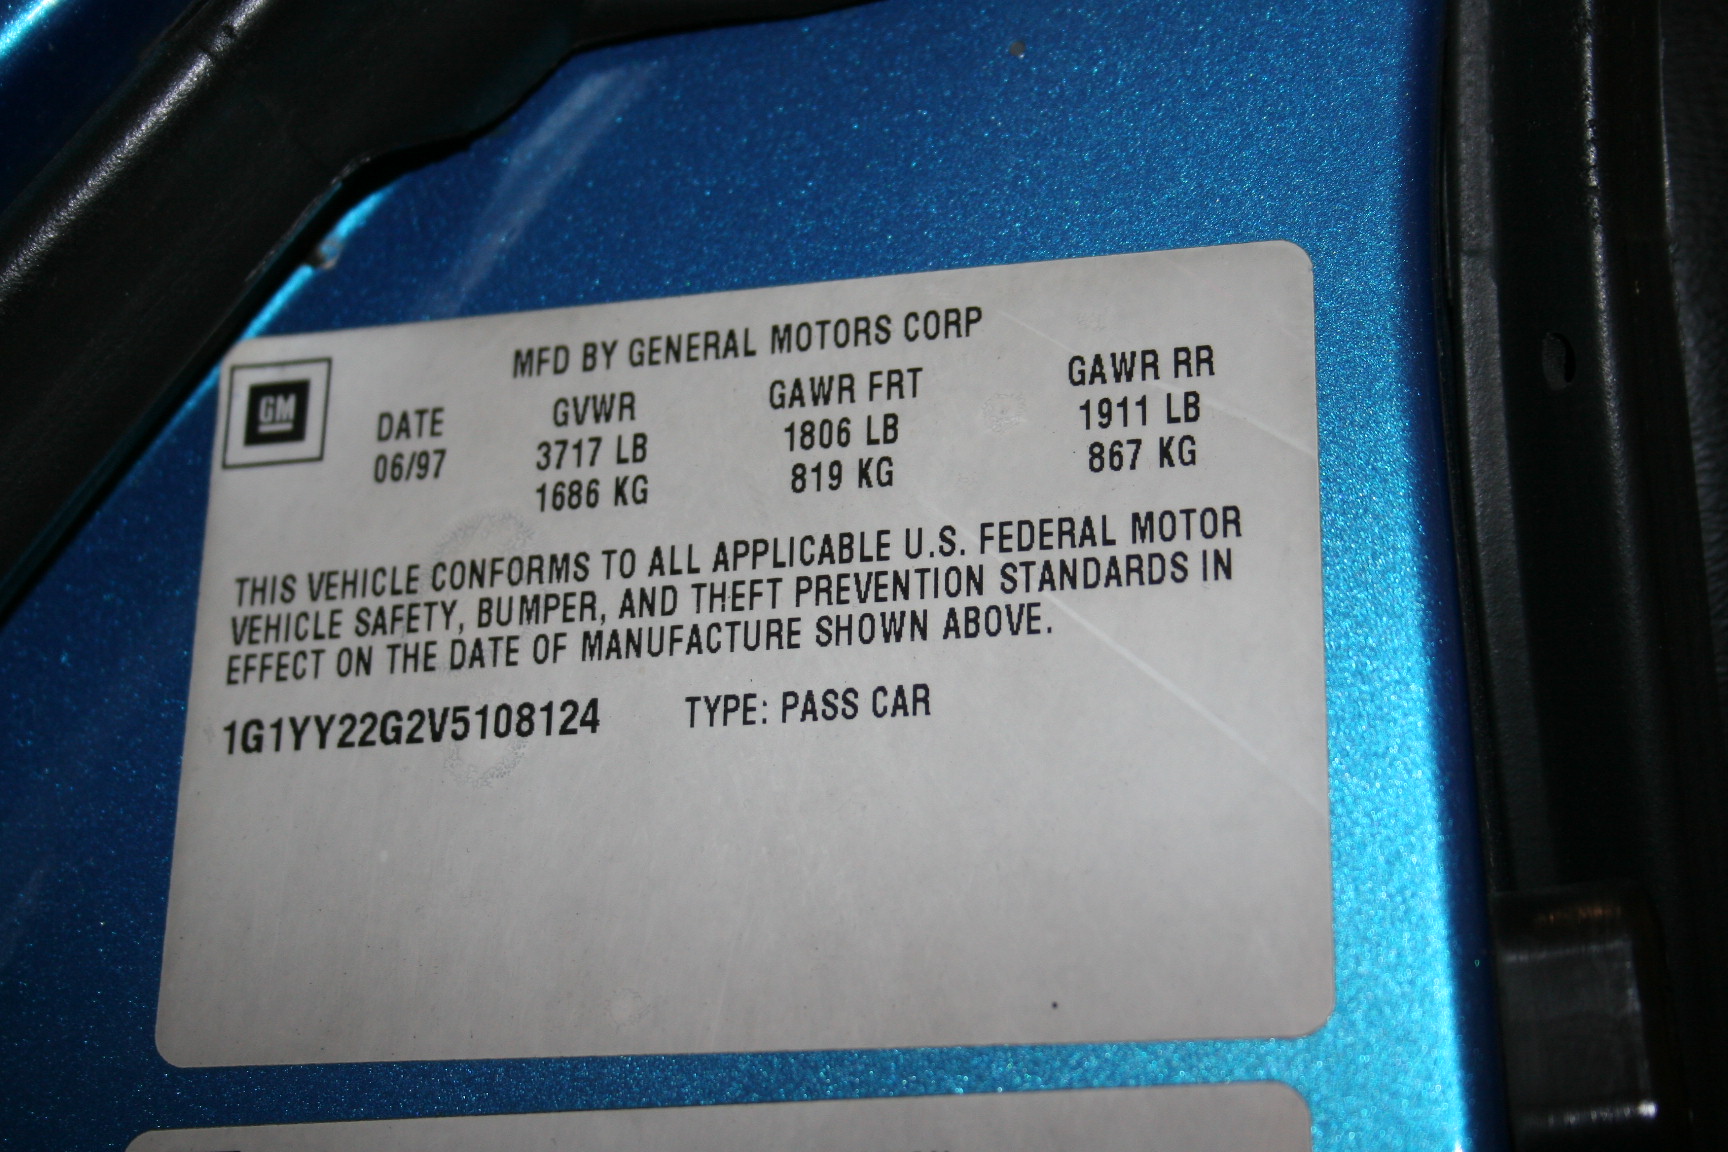 MFD BY GENERAL MOTORS CORP
GM
DATE GVWR GAWR FRT GAWR RR
06/97 3717 LB 1806 LB 1911 LB
1686 KG 819 KG 867 KG
THIS VEHICLE CONFORMS TO ALL APPLICABLE U.S. FEDERAL MOTOR
VEHICLE SAFETY, BUMPER, AND THEFT PREVENTION STANDARDS IN
EFFECT ON THE DATE OF MANUFACTURE SHOWN ABOVE.
1G1YY22G2V5108124 TYPE: PASS CAR